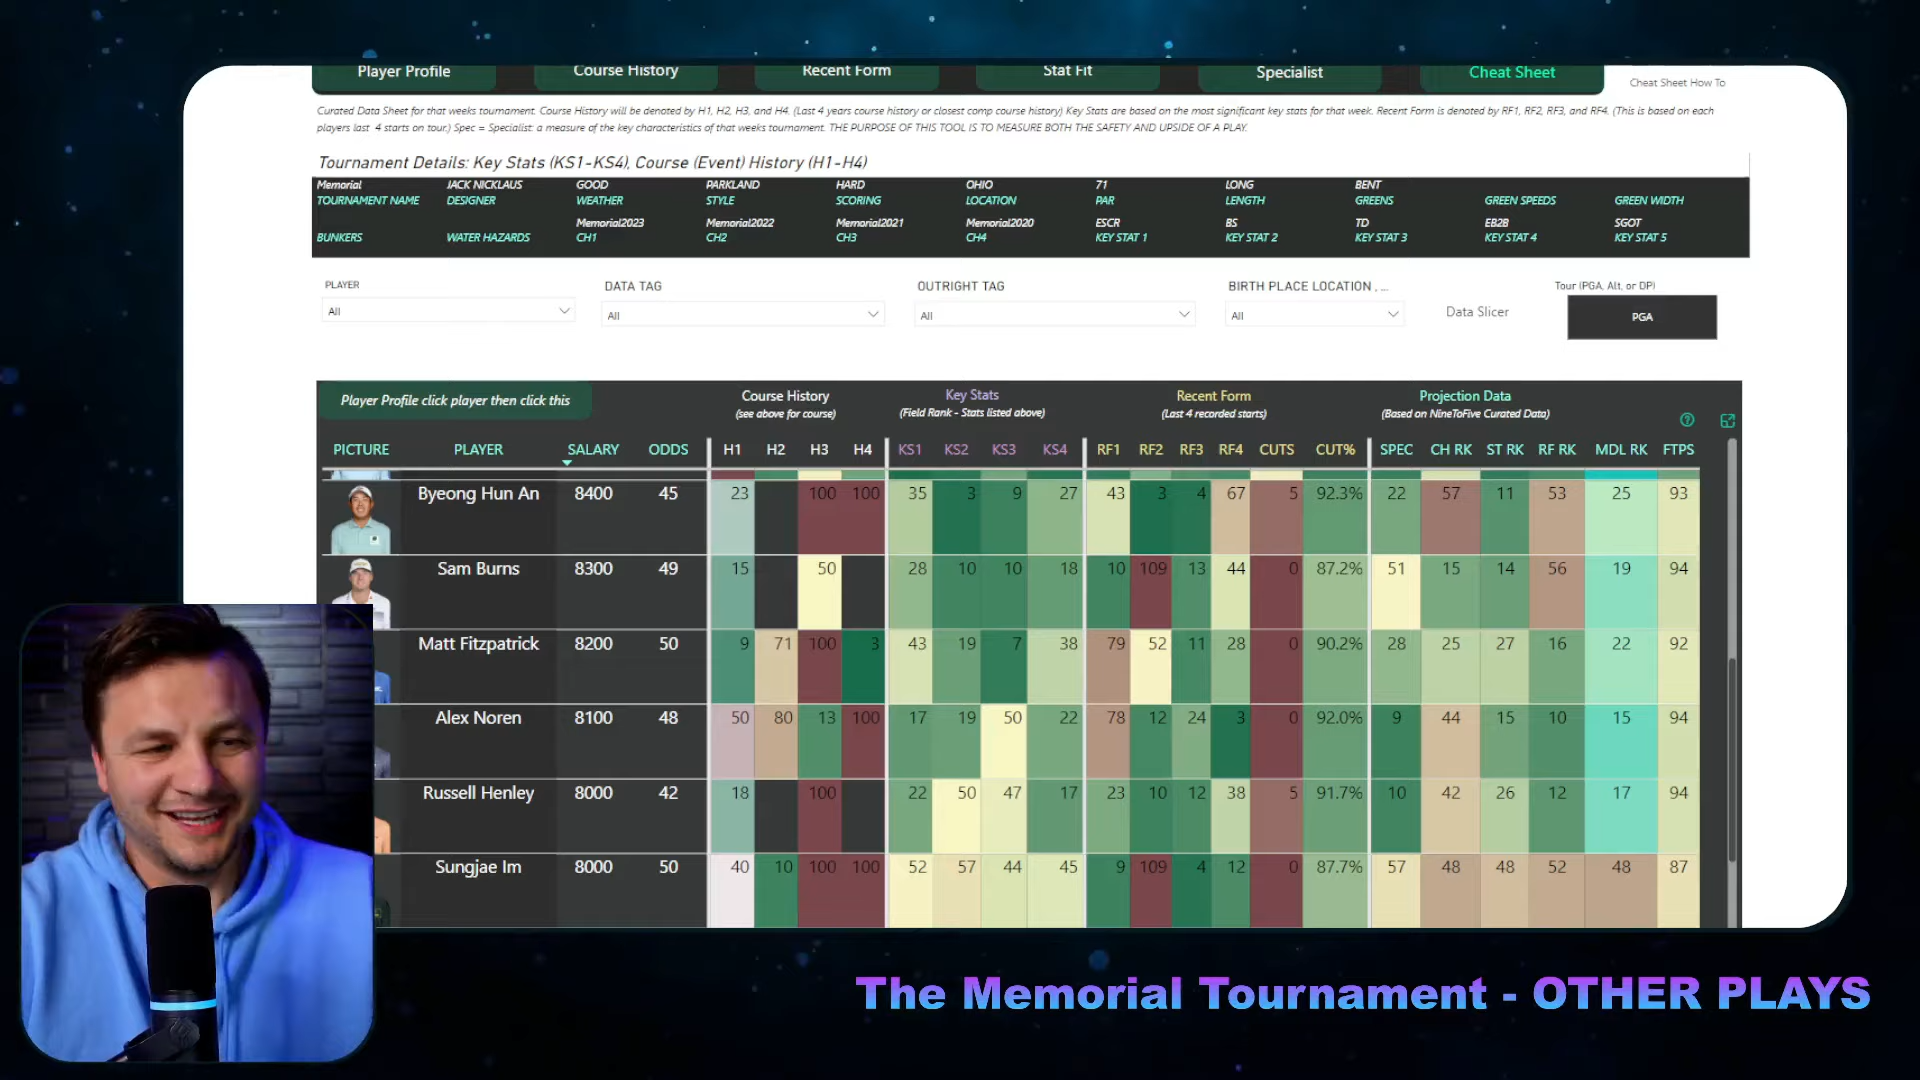 Player Profile
Course History
Recent Form
Stat Fit
Specialist
Cheat Sheet
Cheat Sheet How To
Curated Data Sheet for that weeks tournament. Course History will be denoted by H1, H2, H3, and H4. (Last 4 years course history or closest comp course history) Key Stats are based on the most significant key stats for that week. Recent Form is denoted by RF1, RF2, RF3, and RF4. (This is based on each
players last 4 starts on tour.) Spec = Specialist: a measure of the key characteristics of that weeks tournament. THE PURPOSE OF THIS TOOL IS TO MEASURE BOTH THE SAFETY AND UPSIDE OF A PLAY.
Tournament Details: Key Stats (KS1-KS4), Course (Event) History (H1-H4)
Memorial JACK NICKLAUS GOOD PARKLAND HARD OHIO 71 LONG BENT
TOURNAMENT NAME DESIGNER WEATHER STYLE SCORING LOCATION PAR LENGTH GREENS GREEN SPEEDS GREEN WIDTH
Memorial2023 Memorial2022 Memorial2021 Memorial2020 ESCR BS TD EB2B SGOT
BUNKERS WATER HAZARDS CH1 CH2 CH3 CH4 KEY STAT 1 KEY STAT 2 KEY STAT 3 KEY STAT 4 KEY STAT 5
PLAYER DATA TAG OUTRIGHT TAG BIRTH PLACE LOCATION , ... Tour (PGA, Alt, or DP)
All All All All Data Slicer PGA
Player Profile click player then click this
Course History Key Stats Recent Form Projection Data
(see above for course) (Field Rank - Stats listed above) (Last 4 recorded starts) (Based on NineToFive Curated Data)
PICTURE PLAYER SALARY ODDS H1 H2 H3 H4 KS1 KS2 KS3 KS4 RF1 RF2 RF3 RF4 CUTS CUT% SPEC CH RK ST RK RF RK MDL RK FTPS
Byeong Hun An 8400 45 23 100 100 35 3 9 27 43 3 4 67 5 92.3% 22 57 11 53 25 93
Sam Burns 8300 49 15 50 28 10 10 18 10 109 13 44 0 87.2% 51 15 14 56 19 94
Matt Fitzpatrick 8200 50 9 71 100 3 43 19 7 38 79 52 11 28 0 90.2% 28 25 27 16 22 92
Alex Noren 8100 48 50 80 13 100 17 19 50 22 78 12 24 3 0 92.0% 9 44 15 10 15 94
Russell Henley 8000 42 18 100 22 50 47 17 23 10 12 38 5 91.7% 10 42 26 12 17 94
Sungjae Im 8000 50 40 10 100 100 52 57 44 45 9 109 4 12 0 87.7% 57 48 48 52 48 87
The Memorial Tournament - OTHER PLAYS